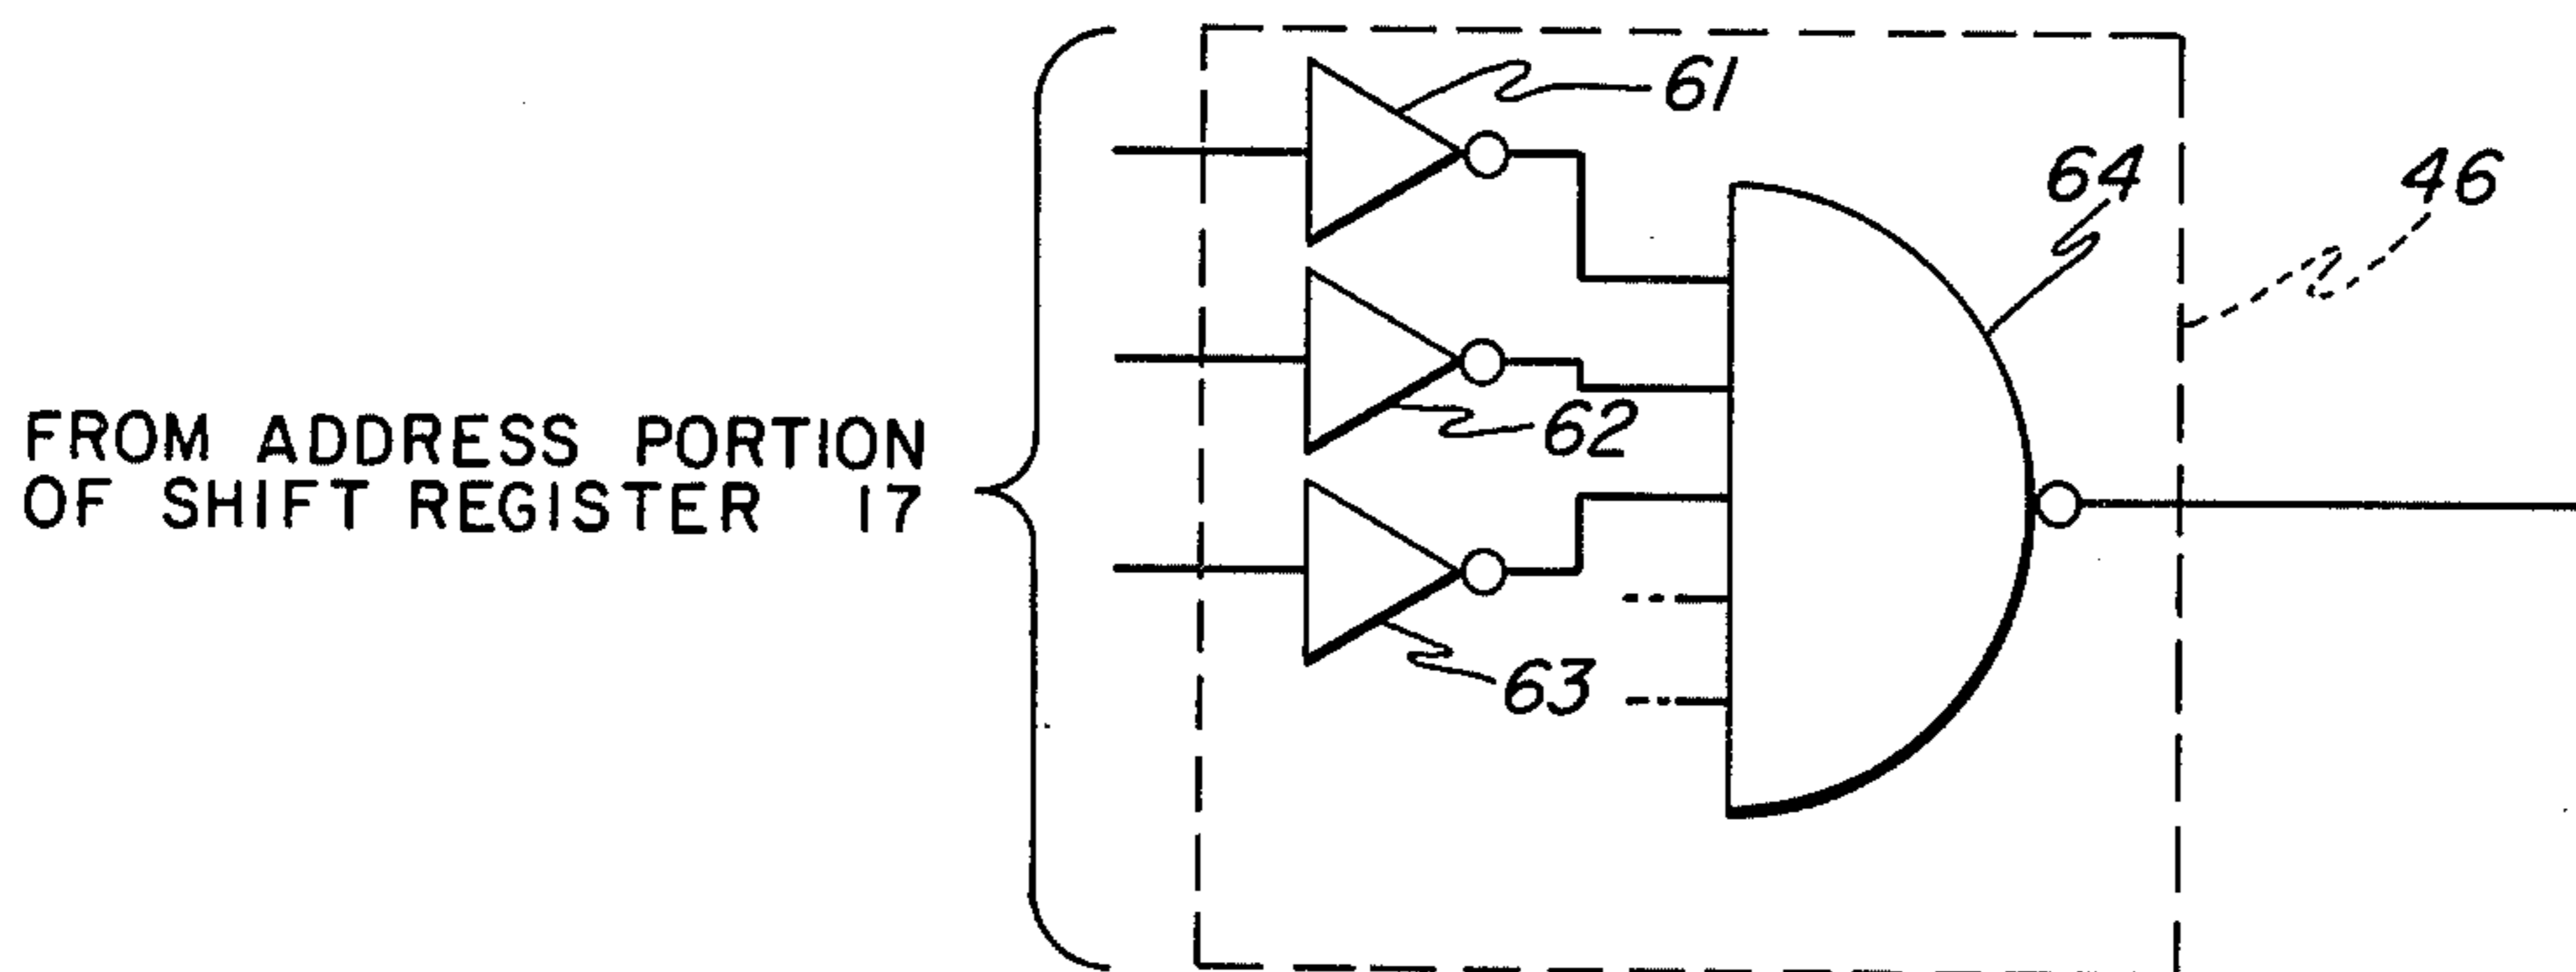 61
64
46
FROM ADDRESS PORTION
OF SHIFT REGISTER 17
62
63